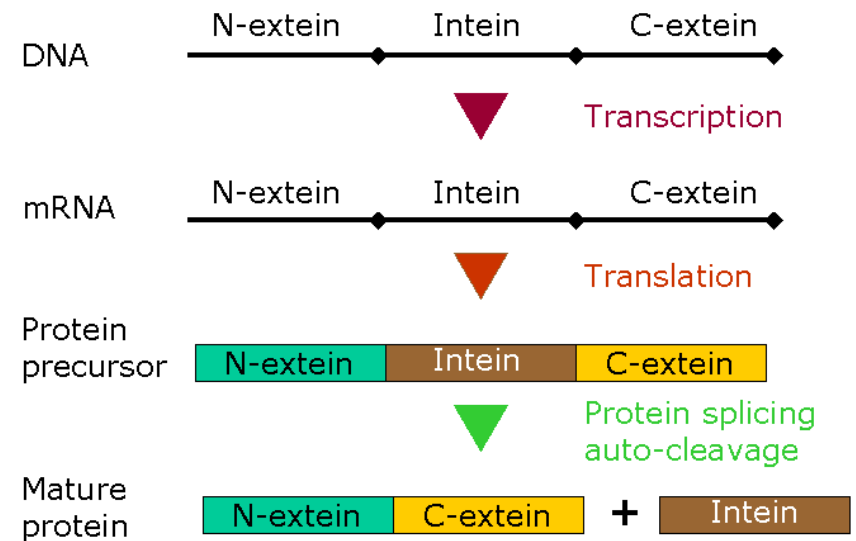 N-extein Intein C-extein
DNA
Transcription
N-extein Intein C-extein
mRNA
Translation
Protein
precursor
N-extein Intein C-extein
Protein splicing
auto-cleavage
Mature
protein
N-extein C-extein + Intein